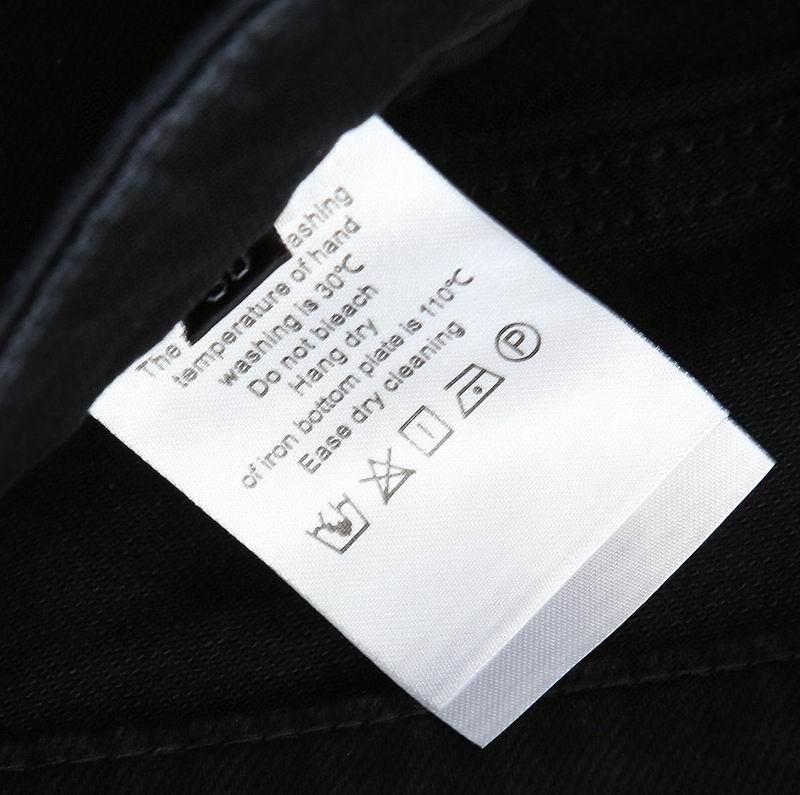 The ashing
temperature of hand
washing is 30℃
Do not bleach
Hang dry
of iron bottom plate is 110℃
Ease dry cleaning
P